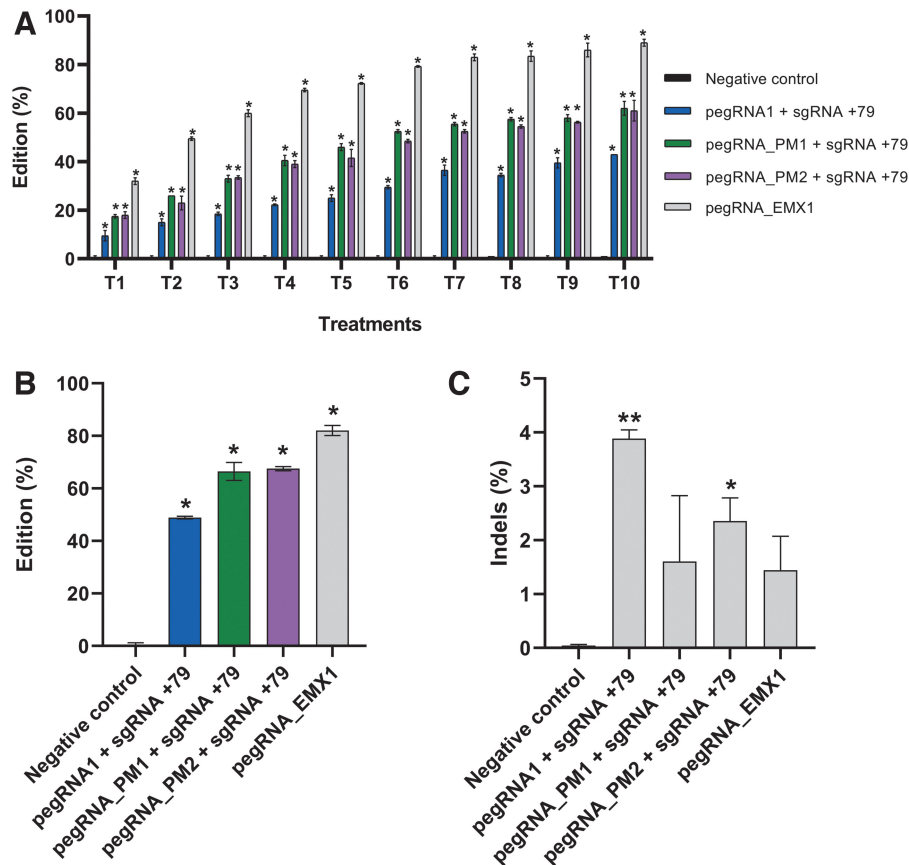 A
Edition (%)
100
80
60
40
20
0
* * * * * * * * * *
* * * * * * * * * *
* * * * * * * * * *
* * * * * * * * * *
T1 T2 T3 T4 T5 T6 T7 T8 T9 T10
Treatments
Negative control
pegRNA1 + sgRNA +79
pegRNA_PM1 + sgRNA +79
pegRNA_PM2 + sgRNA +79
pegRNA_EMX1
B
Edition (%)
100
80
60
40
20
0
* * * *
Negative control
pegRNA1 + sgRNA +79
pegRNA_PM1 + sgRNA +79
pegRNA_PM2 + sgRNA +79
pegRNA_EMX1
C
Indels (%)
5
4
3
2
1
0
** *
Negative control
pegRNA1 + sgRNA +79
pegRNA_PM1 + sgRNA +79
pegRNA_PM2 + sgRNA +79
pegRNA_EMX1